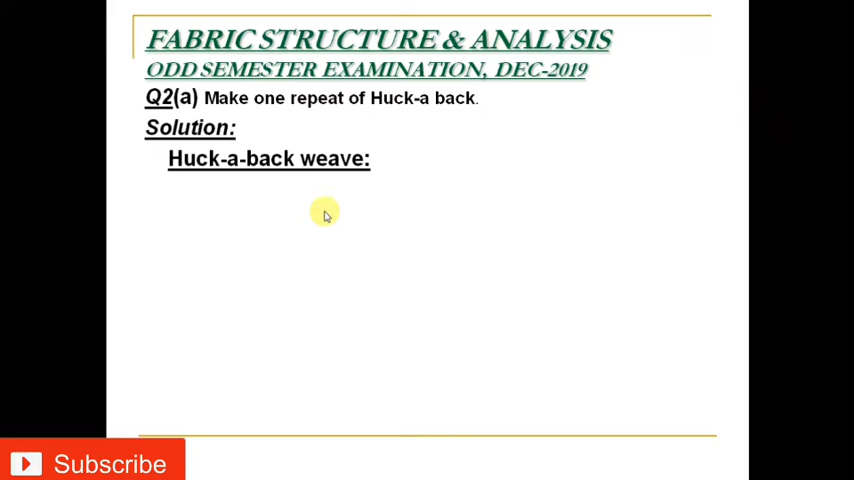 FABRIC STRUCTURE & ANALYSIS
ODD SEMESTER EXAMINATION, DEC-2019
Q2(a) Make one repeat of Huck-a back.
Solution:
Huck-a-back weave:
Subscribe